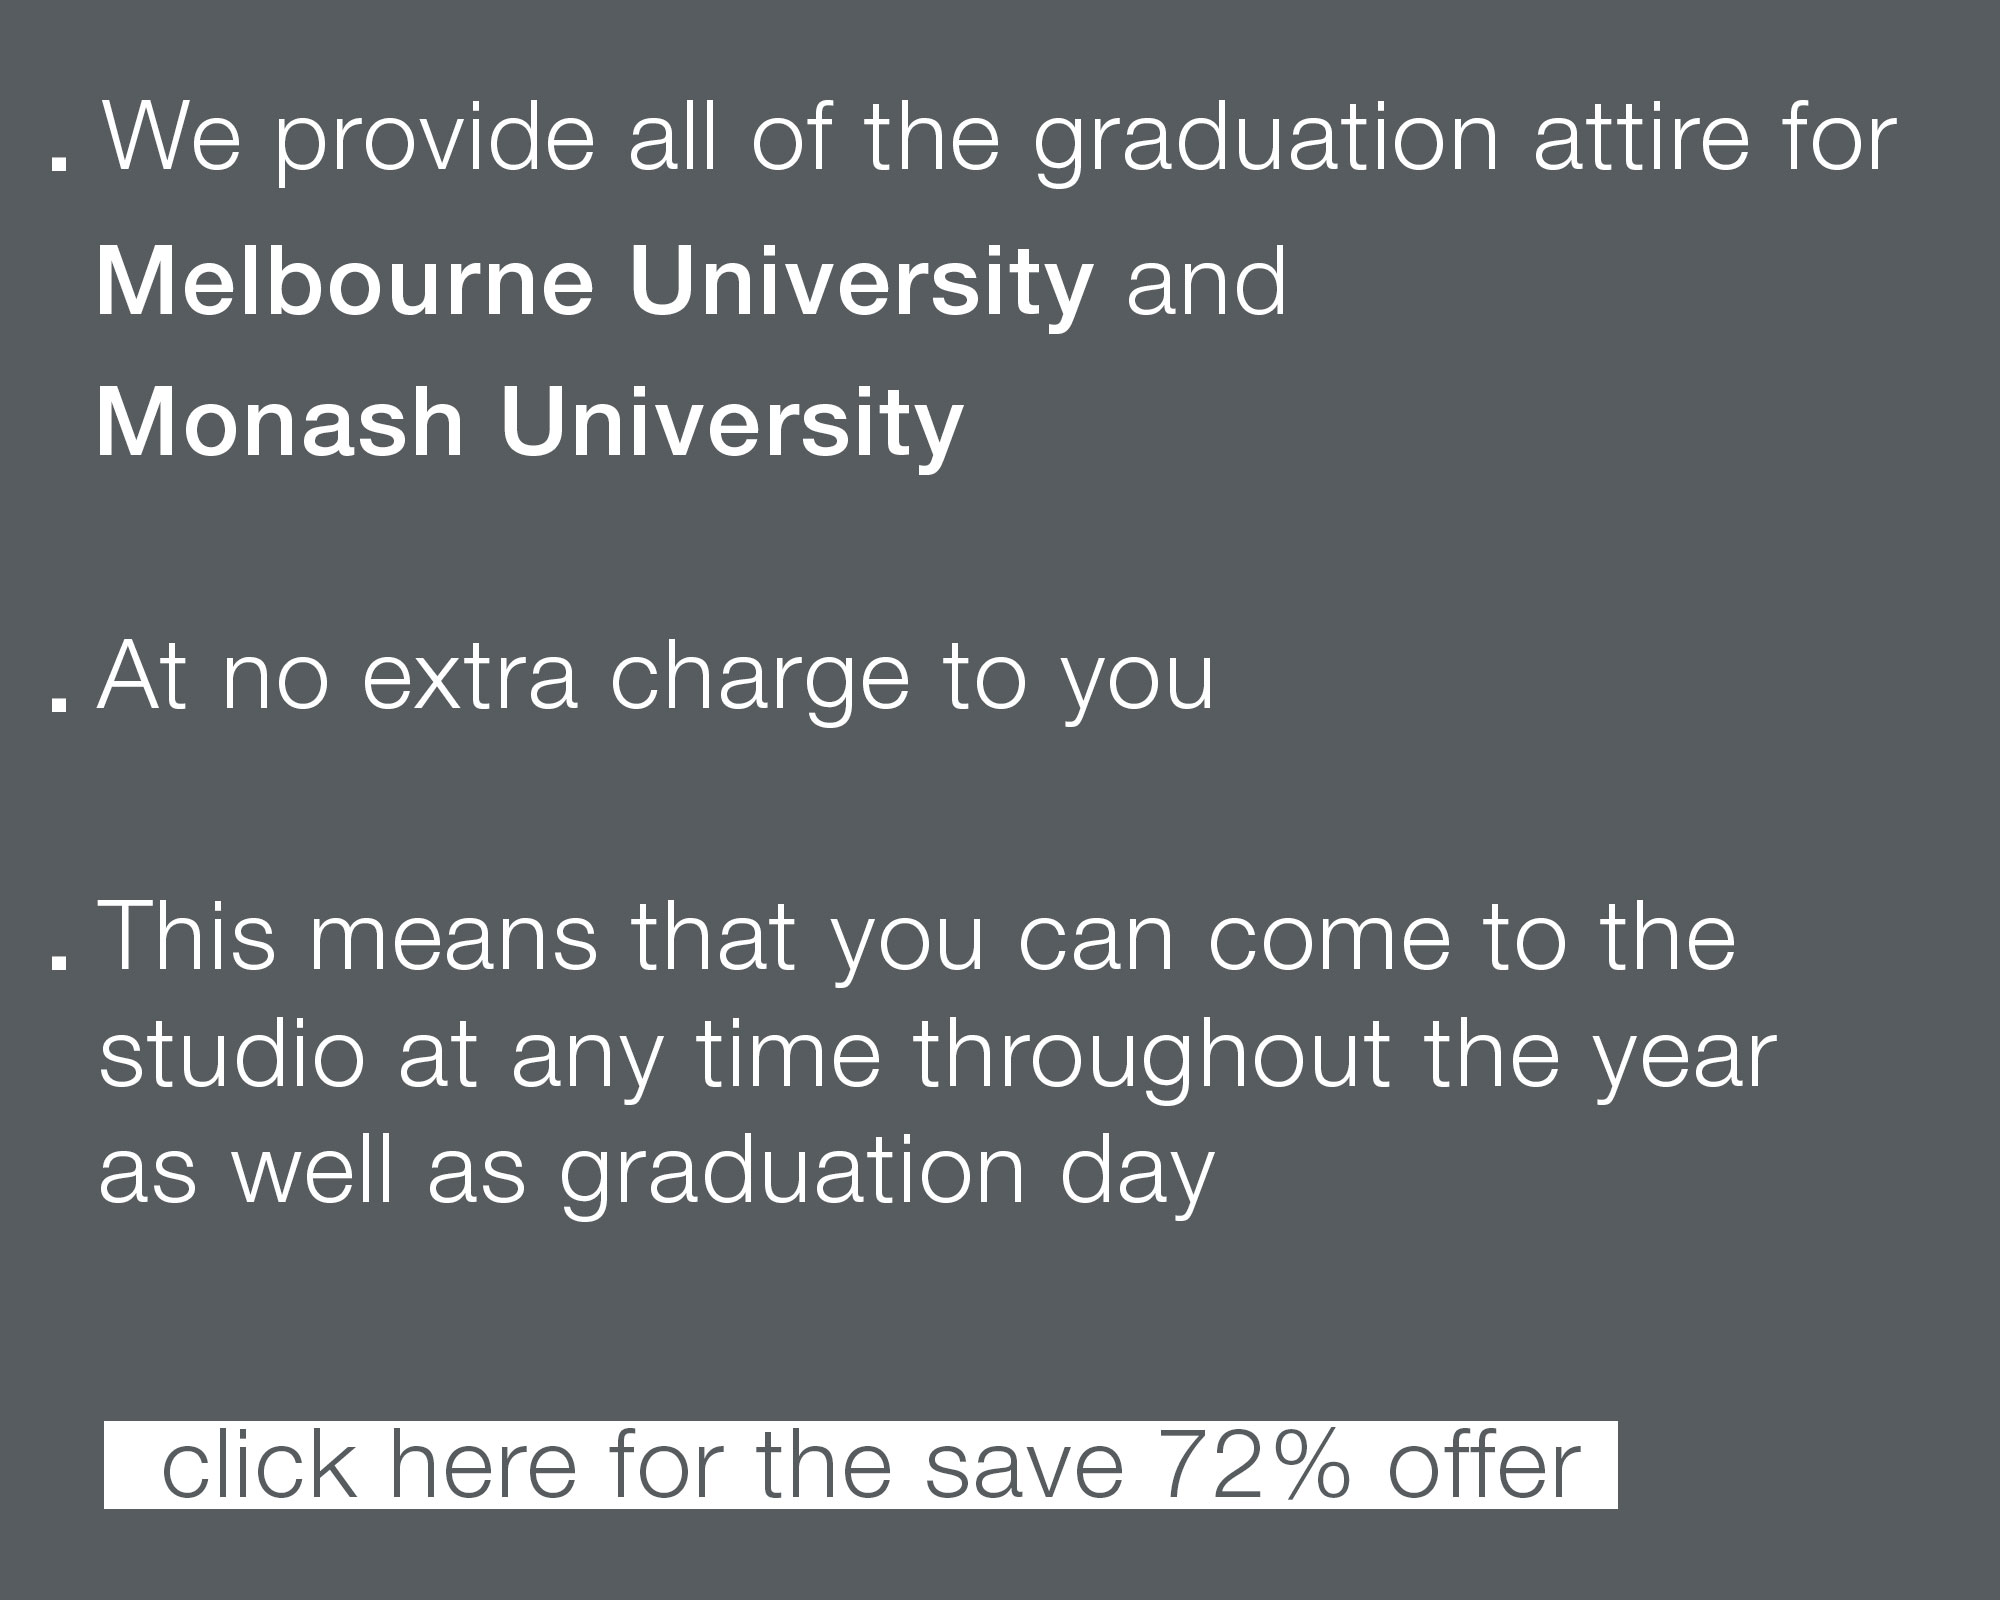 . We provide all of the graduation attire for
Melbourne University and
Monash University
. At no extra charge to you
. This means that you can come to the
studio at any time throughout the year
as well as graduation day
click here for the save 72% offer